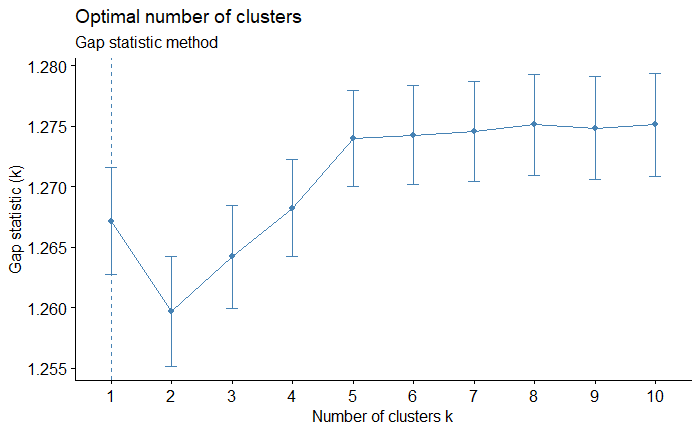 Optimal number of clusters
Gap statistic method
1.280
1.275
1.270
1.265
1.260
1.255
Gap statistic (k)
1 2 3 4 5 6 7 8 9 10
Number of clusters k